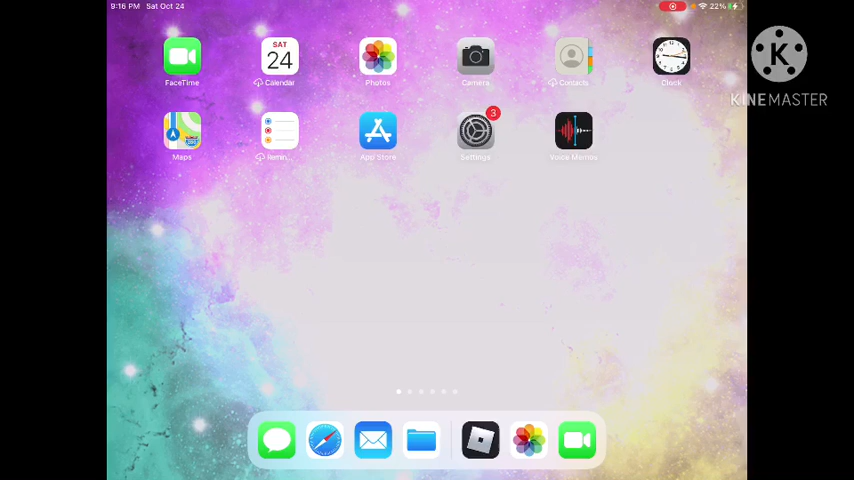 9:16 PM Sat Oct 24
22%
SAT
24
3
FaceTime
Calendar
Photos
Camera
Contacts
Clock
Maps
Remin...
App Store
Settings
Voice Memos
K
KINEMASTER